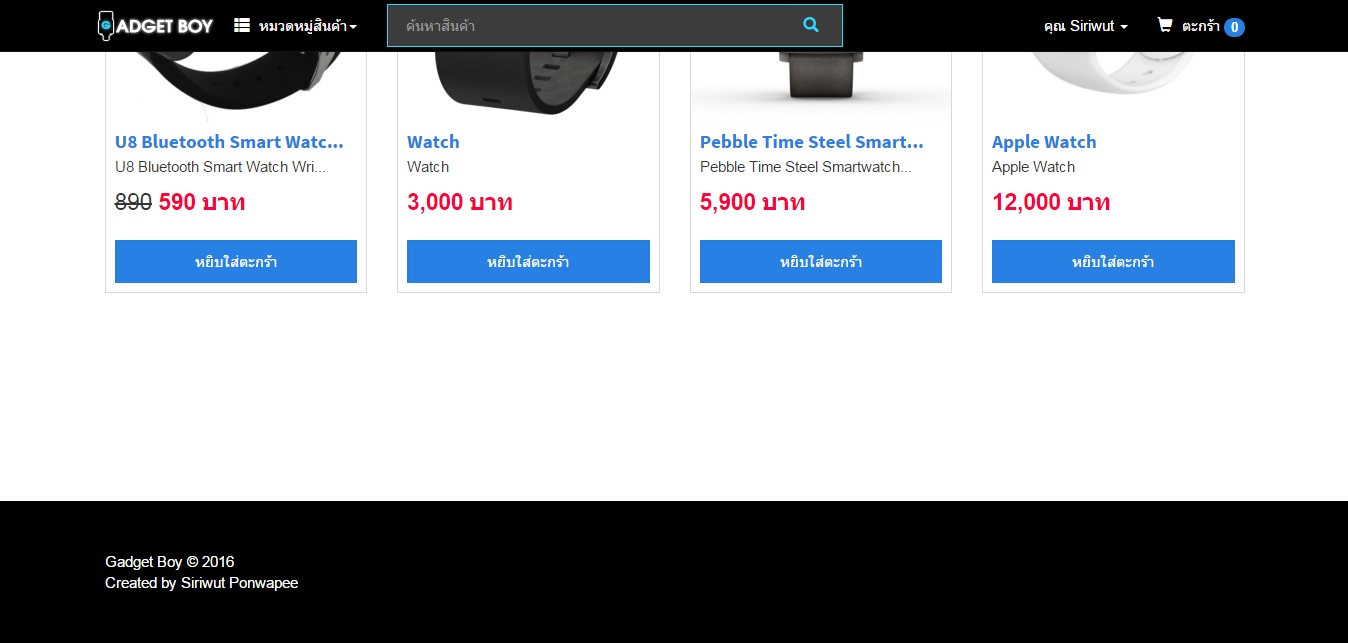 GADGET BOY หมวดหมู่สินค้า ค้นหาสินค้า คุณ Siriwut ตะกร้า 0
U8 Bluetooth Smart Watc... Watch Pebble Time Steel Smart... Apple Watch
U8 Bluetooth Smart Watch Wri... Watch Pebble Time Steel Smartwatch... Apple Watch
890 590 บาท 3,000 บาท 5,900 บาท 12,000 บาท
หยิบใส่ตะกร้า หยิบใส่ตะกร้า หยิบใส่ตะกร้า หยิบใส่ตะกร้า
Gadget Boy © 2016
Created by Siriwut Ponwapee